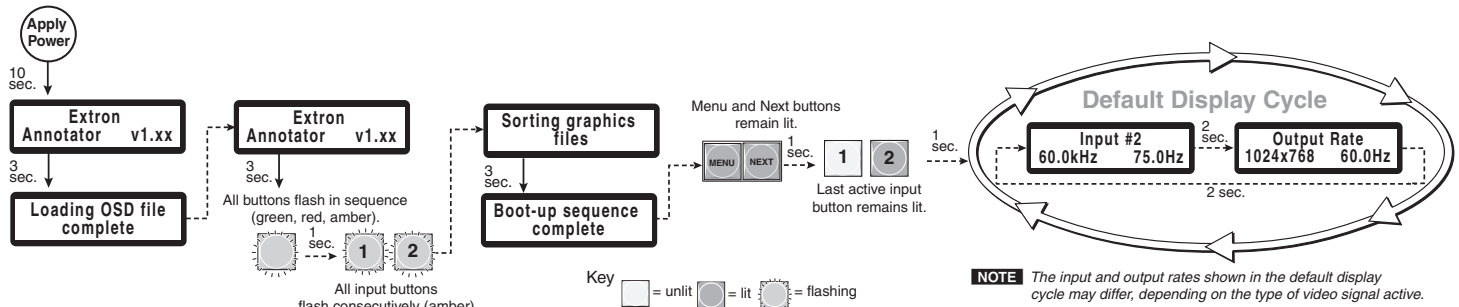 Apply
Power
10
sec.
Extron
Annotator v1.xx
3
sec.
Loading OSD file
complete
Extron
Annotator v1.xx
3
sec.
All buttons flash in sequence
(green, red, amber).
1
sec.
1
2
All input buttons
flash consecutively (amber)
Sorting graphics
files
3
sec.
Boot-up sequence
complete
Menu and Next buttons
remain lit.
MENU
NEXT
1
sec.
1
2
Last active input
button remains lit.
1
sec.
Default Display Cycle
Input #2
60.0kHz 75.0Hz
2
sec.
Output Rate
1024x768 60.0Hz
2 sec.
Key
= unlit
= lit
= flashing
NOTE The input and output rates shown in the default display
cycle may differ, depending on the type of video signal active.